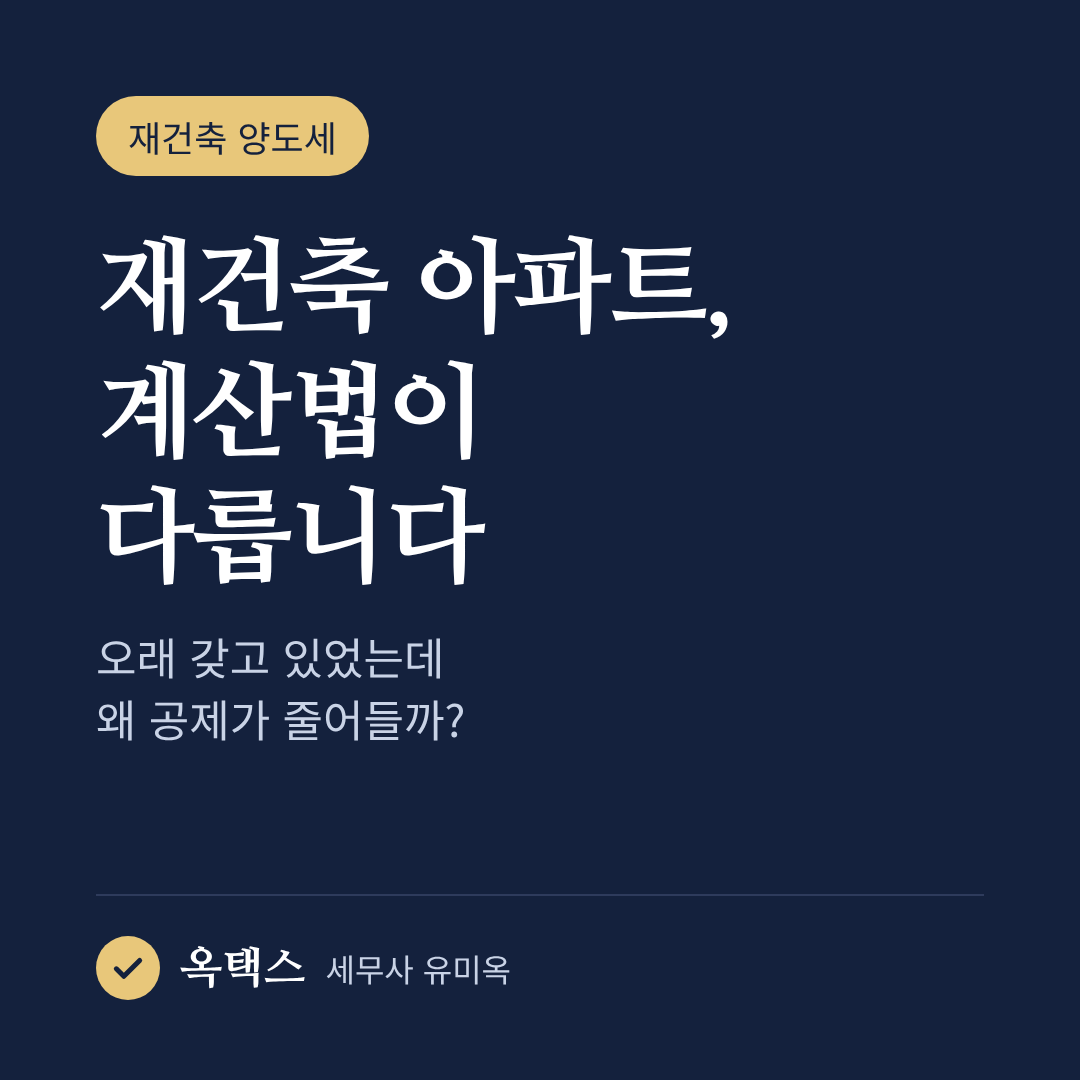 재건축 양도세
재건축 아파트,
계산법이
다릅니다
오래 갖고 있었는데
왜 공제가 줄어들까?
옥택스 세무사 유미옥